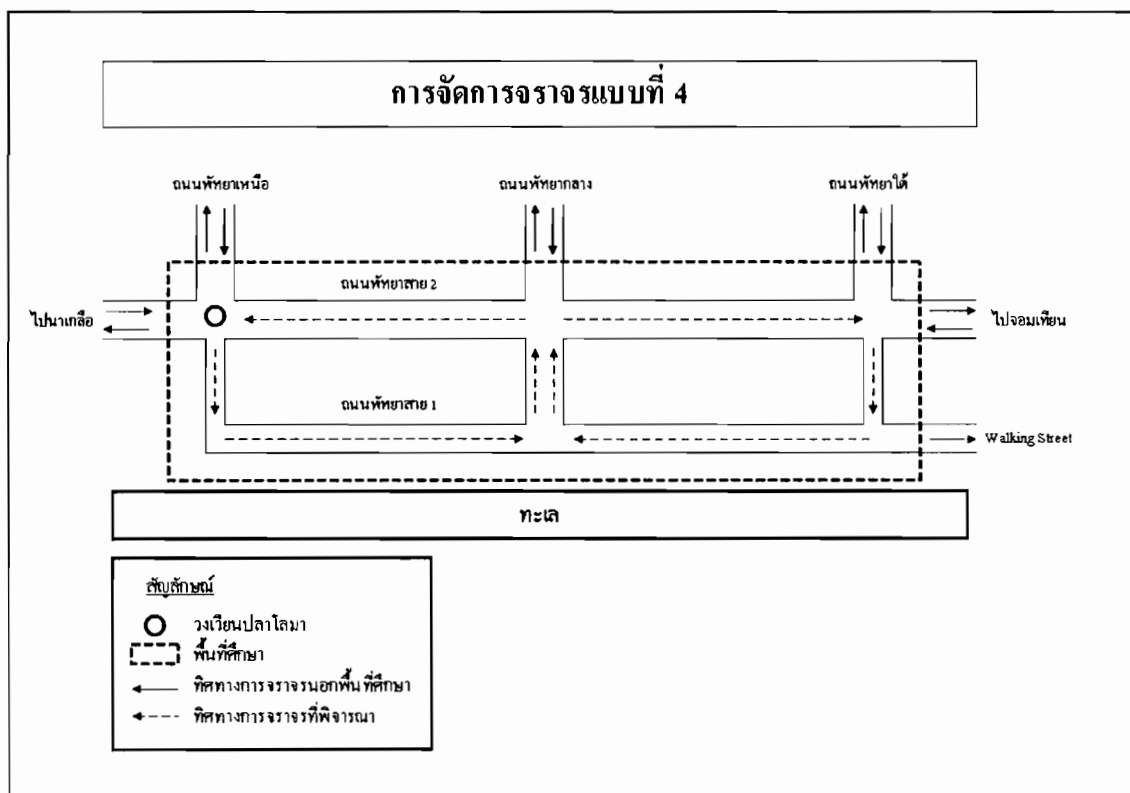 การจัดการจราจรแบบที่ 4
ถนนพัทยาเหนือ
ถนนพัทยากลาง
ถนนพัทยาใต้
ถนนพัทยาสาย 2
ไปนาเกลือ
ไปจอมเทียน
ถนนพัทยาสาย 1
Walking Street
ทะเล
สัญลักษณ์
วงเวียนปลาโลมา
พื้นที่ศึกษา
ทิศทางการจราจรนอกพื้นที่ศึกษา
ทิศทางการจราจรที่พิจารณา